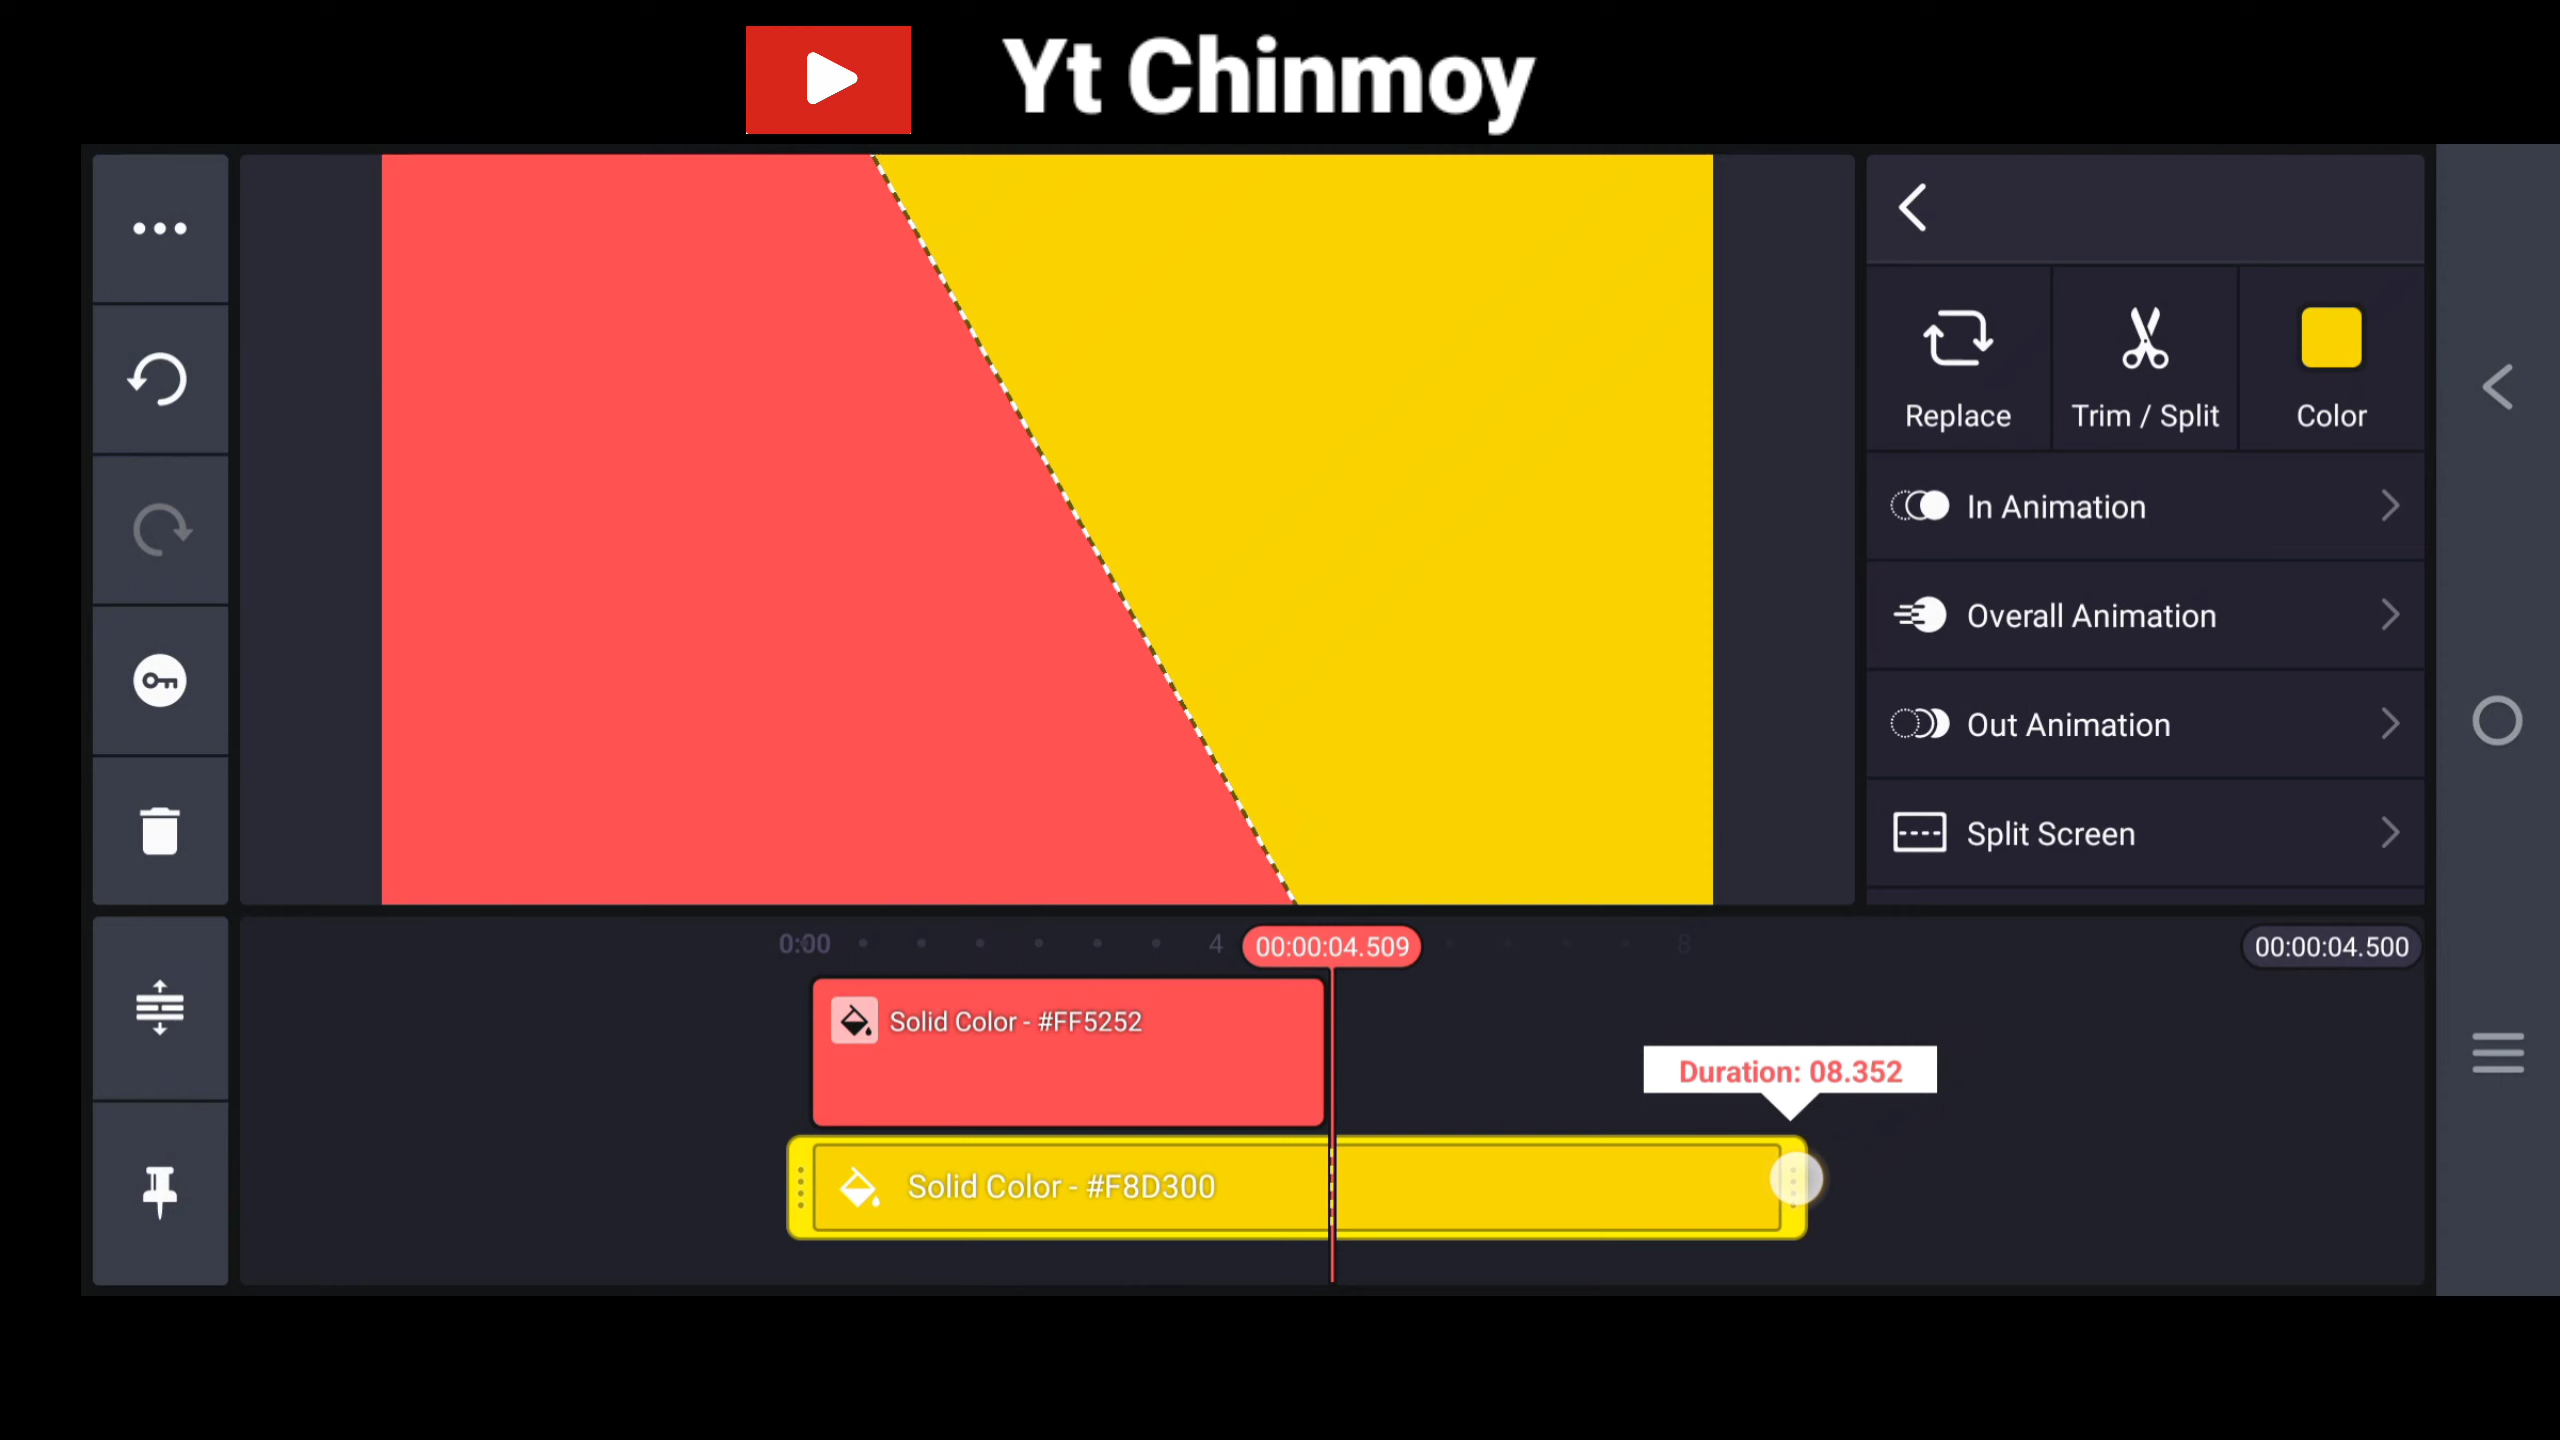 Yt Chinmoy
Replace
Trim / Split
Color
In Animation
Overall Animation
Out Animation
Split Screen
0:00
4
00:00:04.509
8
00:00:04.500
Solid Color - #FF5252
Duration: 08.352
Solid Color - #F8D300